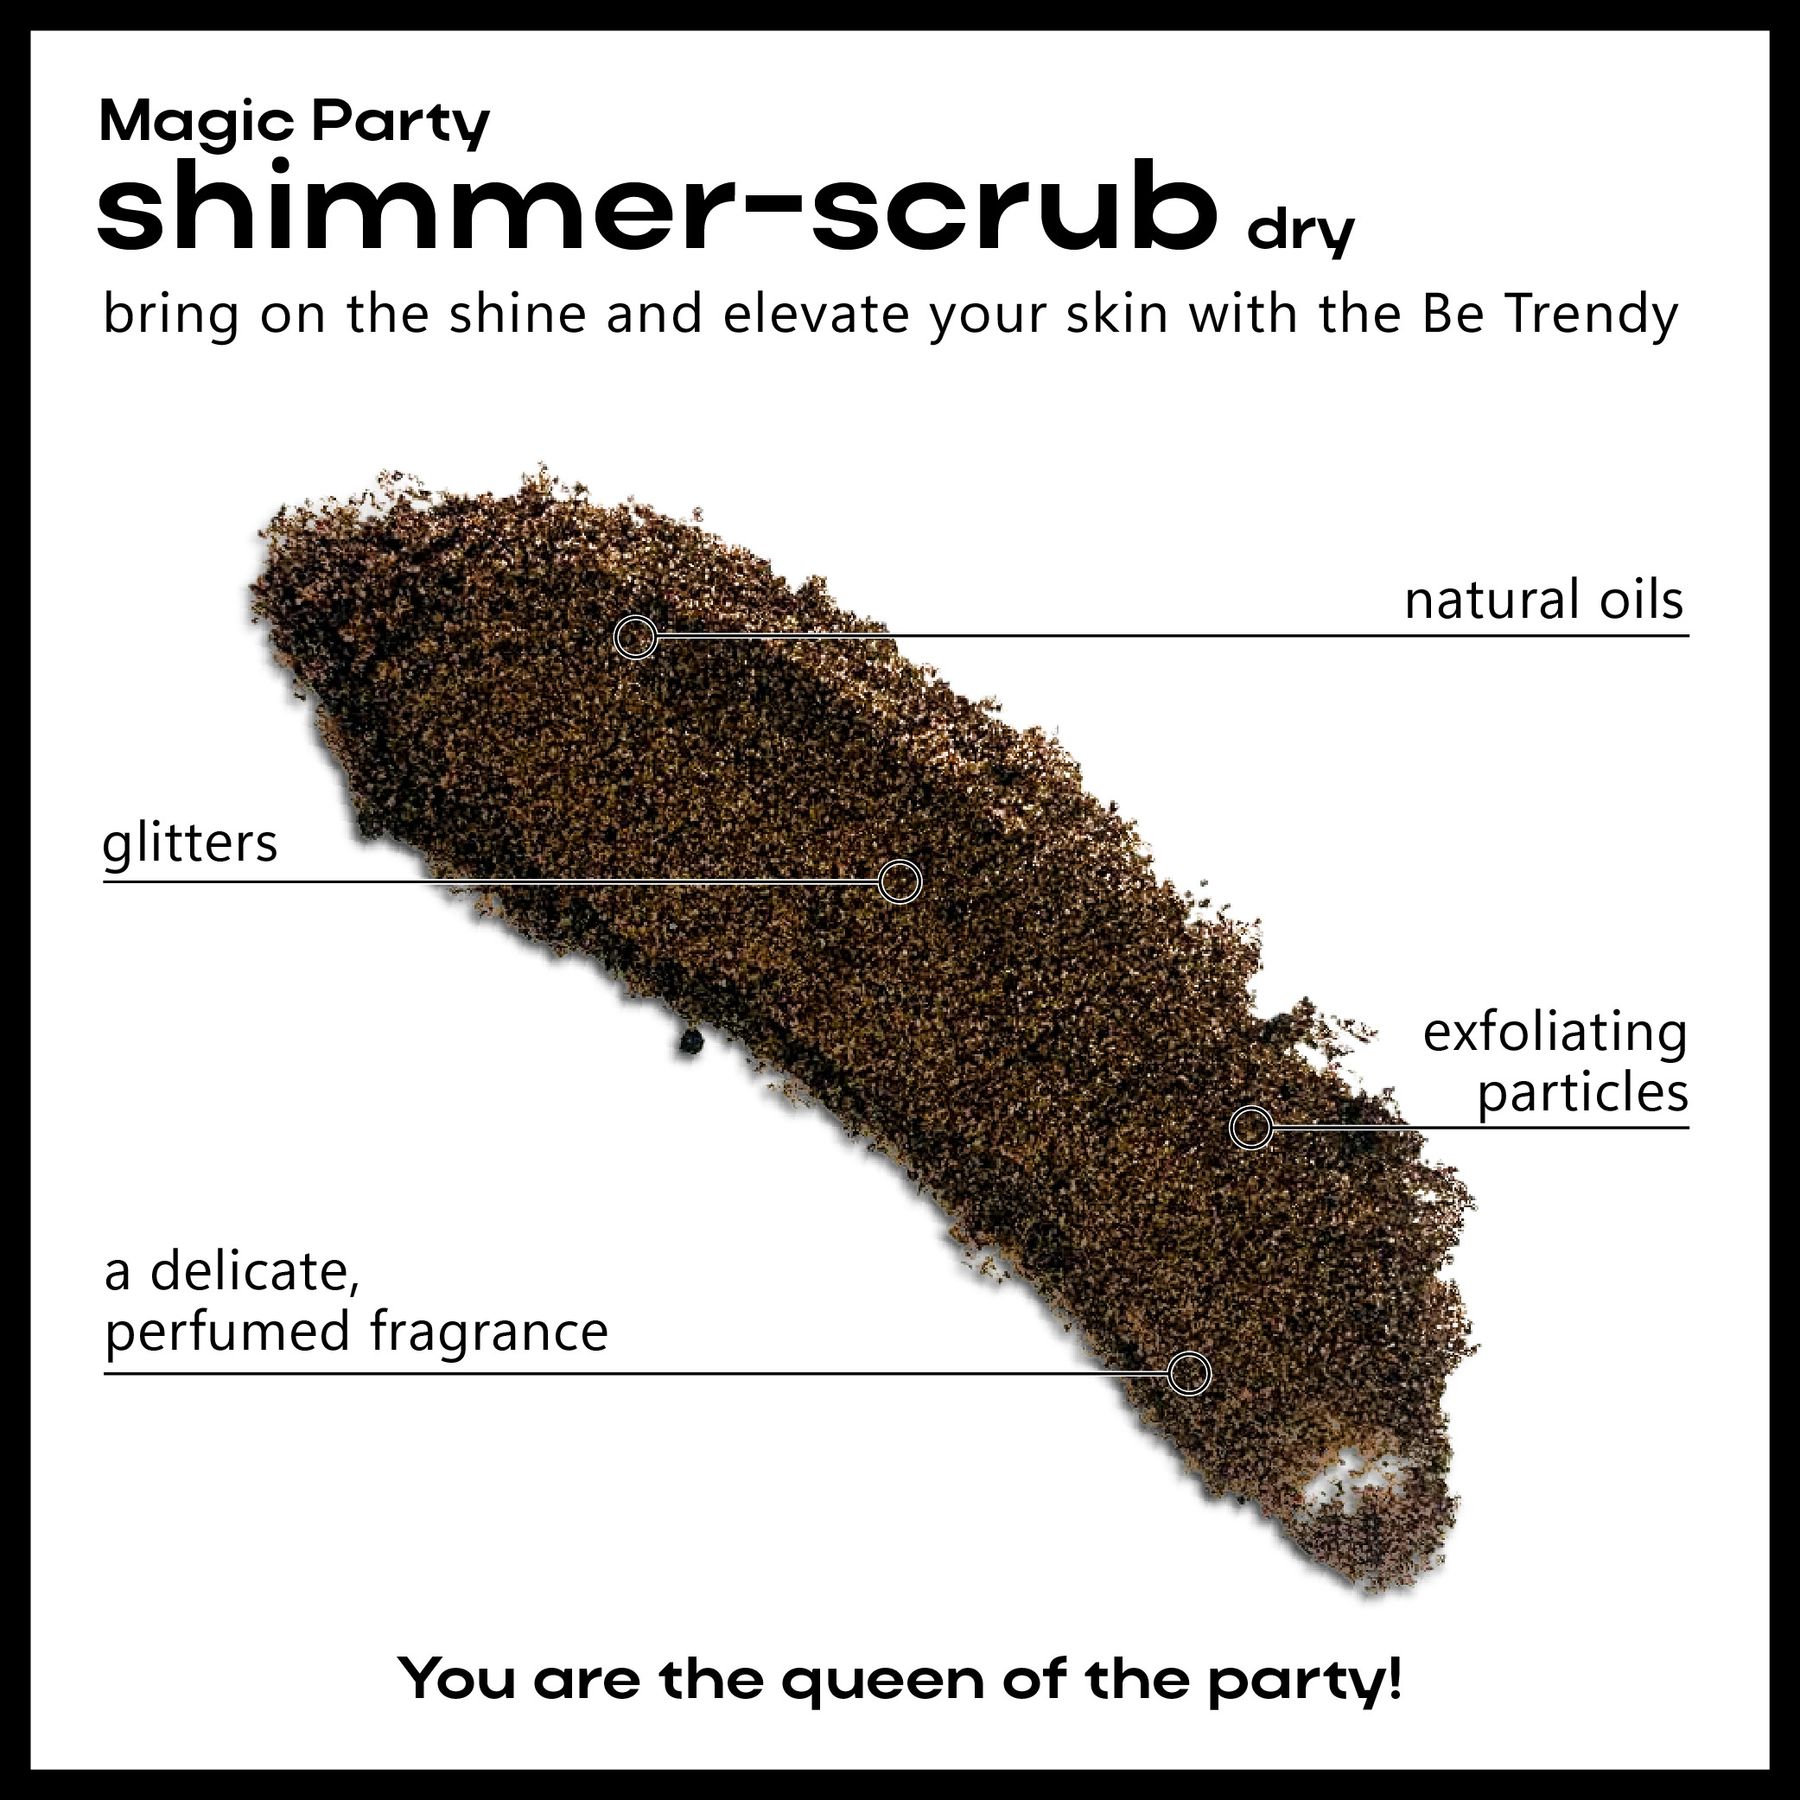 Magic Party
shimmer-scrub dry
bring on the shine and elevate your skin with the Be Trendy
natural oils
glitters
exfoliating
particles
a delicate,
perfumed fragrance
You are the queen of the party!